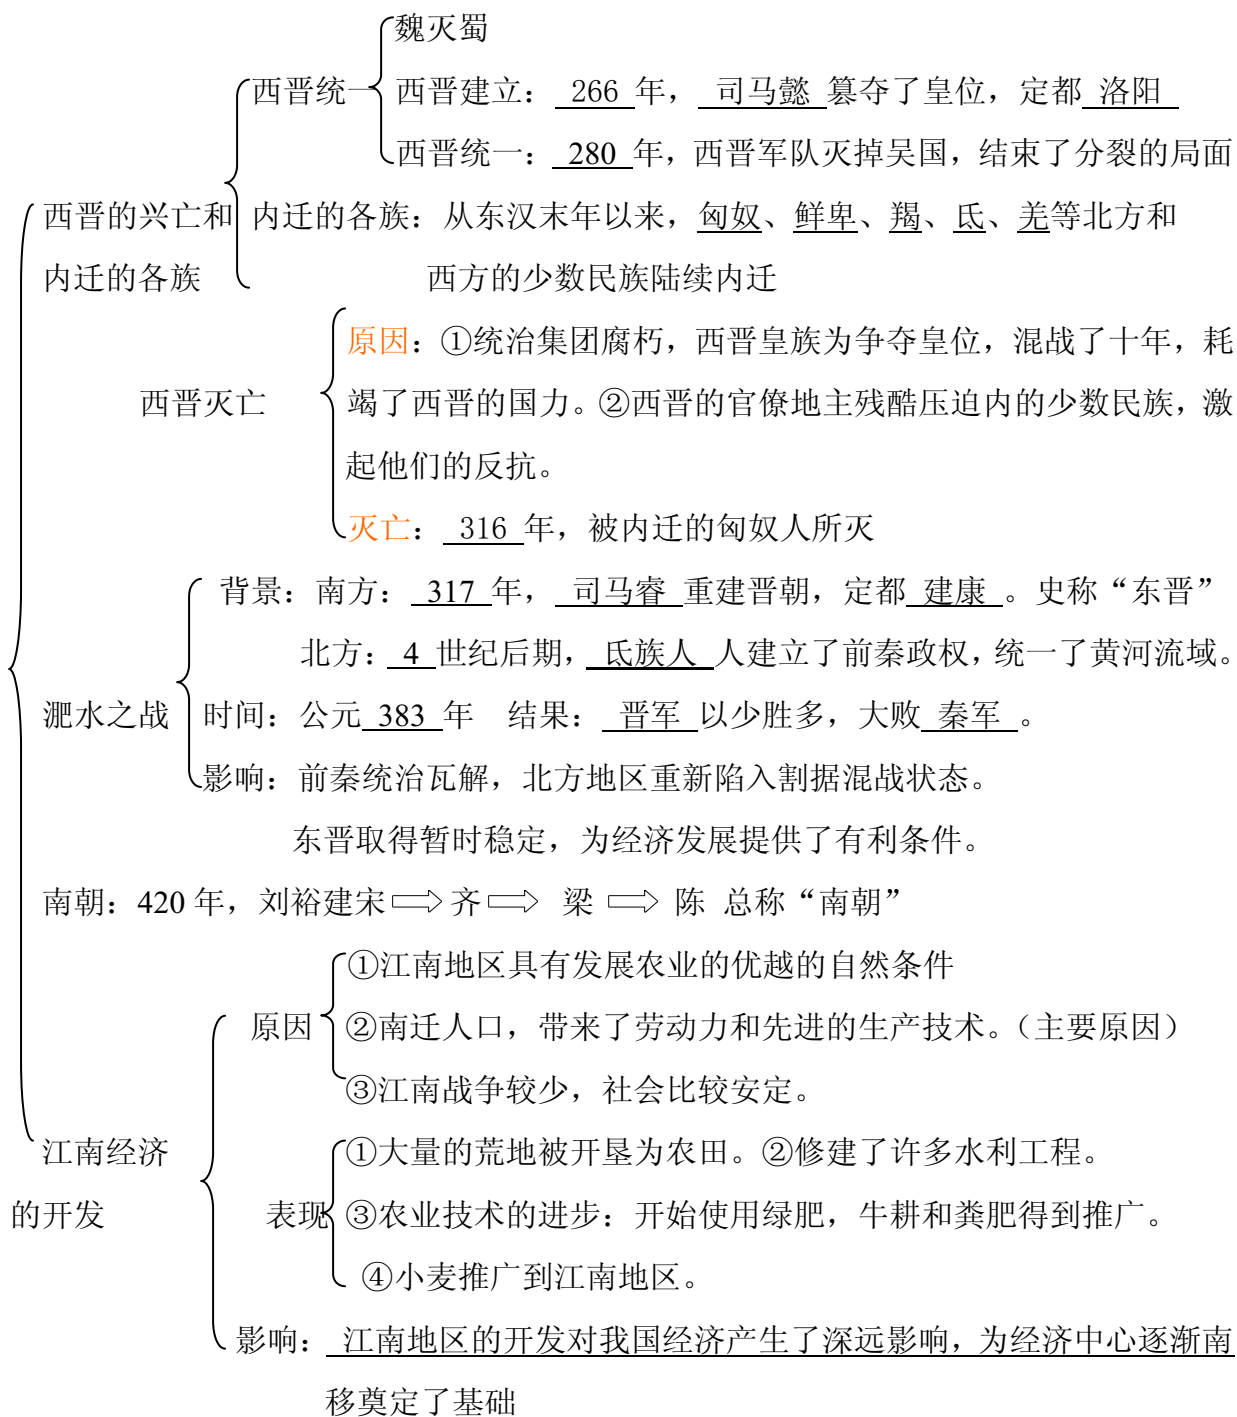 魏灭蜀
西晋统一 西晋建立： 266 年， 司马懿 篡夺了皇位，定都 洛阳
西晋统一： 280 年，西晋军队灭掉吴国，结束了分裂的局面
西晋的兴亡和 内迁的各族：从东汉末年以来，匈奴、鲜卑、羯、氐、羌等北方和
内迁的各族 西方的少数民族陆续内迁
原因：①统治集团腐朽，西晋皇族为争夺皇位，混战了十年，耗
西晋灭亡 竭了西晋的国力。②西晋的官僚地主残酷压迫内的少数民族，激
起他们的反抗。
灭亡： 316 年，被内迁的匈奴人所灭
背景：南方： 317 年， 司马睿 重建晋朝，定都 建康 。史称“东晋”
北方： 4 世纪后期， 氐族人 人建立了前秦政权，统一了黄河流域。
淝水之战 时间：公元 383 年 结果： 晋军 以少胜多，大败 秦军 。
影响：前秦统治瓦解，北方地区重新陷入割据混战状态。
东晋取得暂时稳定，为经济发展提供了有利条件。
南朝：420 年，刘裕建宋 ⇨ 齐 ⇨ 梁 ⇨ 陈 总称“南朝”
①江南地区具有发展农业的优越的自然条件
原因 ②南迁人口，带来了劳动力和先进的生产技术。（主要原因）
③江南战争较少，社会比较安定。
江南经济 ①大量的荒地被开垦为农田。②修建了许多水利工程。
的开发 表现 ③农业技术的进步：开始使用绿肥，牛耕和粪肥得到推广。
④小麦推广到江南地区。
影响： 江南地区的开发对我国经济产生了深远影响，为经济中心逐渐南
移奠定了基础